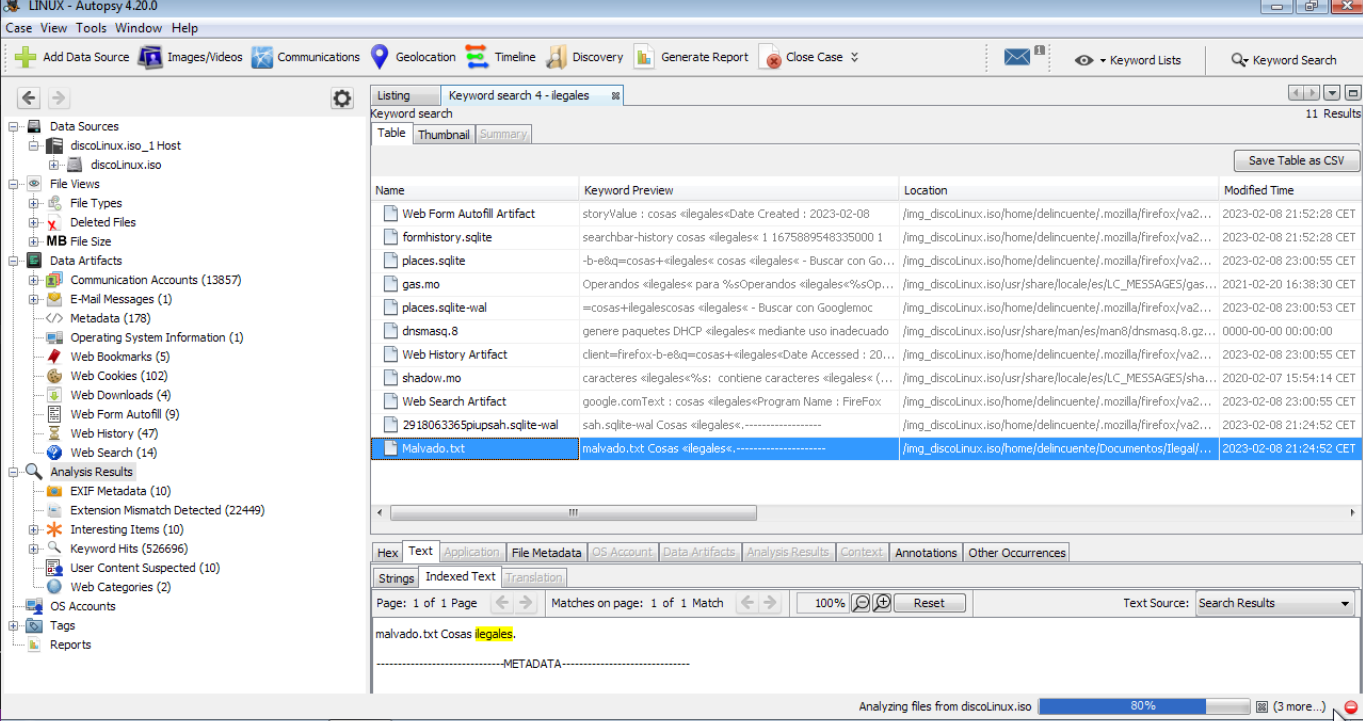 LINUX - Autopsy 4.20.0
Case View Tools Window Help
Add Data Source Images/Videos Communications Geolocation Timeline Discovery Generate Report Close Case 1 Keyword Lists Keyword Search
Listing Keyword search 4 - ilegales
Keyword search 11 Results
Table Thumbnail Summary
Save Table as CSV
Name Keyword Preview Location Modified Time
Web Form Autofill Artifact storyValue : cosas «ilegales«Date Created : 2023-02-08 /img_discoLinux.iso/home/delincuente/.mozilla/firefox/va2... 2023-02-08 21:52:28 CET
formhistory.sqlite searchbar-history cosas «ilegales« 1 1675889548335000 1 /img_discoLinux.iso/home/delincuente/.mozilla/firefox/va2... 2023-02-08 21:52:28 CET
places.sqlite -b-e&q=cosas+«ilegales« cosas «ilegales« - Buscar con Go... /img_discoLinux.iso/home/delincuente/.mozilla/firefox/va2... 2023-02-08 23:00:55 CET
gas.mo Operandos «ilegales« para %sOperandos «ilegales«%sOp... /img_discoLinux.iso/usr/share/locale/es/LC_MESSAGES/gas... 2021-02-20 16:38:30 CET
places.sqlite-wal =cosas+ilegalescosas «ilegales« - Buscar con Googlemoc /img_discoLinux.iso/home/delincuente/.mozilla/firefox/va2... 2023-02-08 23:00:53 CET
dnsmasq.8 genere paquetes DHCP «ilegales« mediante uso inadecuado /img_discoLinux.iso/usr/share/man/es/man8/dnsmasq.8.gz... 0000-00-00 00:00:00
Web History Artifact client=firefox-b-e&q=cosas+«ilegales«Date Accessed : 20... /img_discoLinux.iso/home/delincuente/.mozilla/firefox/va2... 2023-02-08 23:00:55 CET
shadow.mo caracteres «ilegales«%s: contiene caracteres «ilegales« (... /img_discoLinux.iso/usr/share/locale/es/LC_MESSAGES/sha... 2020-02-07 15:54:14 CET
Web Search Artifact google.comText : cosas «ilegales«Program Name : FireFox /img_discoLinux.iso/home/delincuente/.mozilla/firefox/va2... 2023-02-08 23:00:55 CET
2918063365piupsah.sqlite-wal sah.sqlite-wal Cosas «ilegales«.------------------ /img_discoLinux.iso/home/delincuente/.mozilla/firefox/va2... 2023-02-08 21:24:52 CET
Malvado.txt malvado.txt Cosas «ilegales«.--------------------- /img_discoLinux.iso/home/delincuente/Documentos/Ilegal/... 2023-02-08 21:24:52 CET
Data Sources
discoLinux.iso_1 Host
discoLinux.iso
File Views
File Types
Deleted Files
MB File Size
Data Artifacts
Communication Accounts (13857)
E-Mail Messages (1)
Metadata (178)
Operating System Information (1)
Web Bookmarks (5)
Web Cookies (102)
Web Downloads (4)
Web Form Autofill (9)
Web History (47)
Web Search (14)
Analysis Results
EXIF Metadata (10)
Extension Mismatch Detected (22449)
Interesting Items (10)
Keyword Hits (526696)
User Content Suspected (10)
Web Categories (2)
OS Accounts
Tags
Reports
Hex Text Application File Metadata OS Account Data Artifacts Analysis Results Context Annotations Other Occurrences
Strings Indexed Text Translation
Page: 1 of 1 Page Matches on page: 1 of 1 Match 100% Reset Text Source: Search Results
malvado.txt Cosas ilegales.
------------------------------METADATA------------------------------
Analyzing files from discoLinux.iso 80% (3 more...)